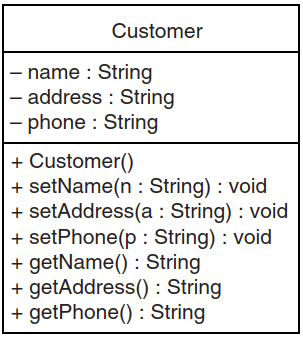 Customer
– name : String
– address : String
– phone : String
+ Customer()
+ setName(n : String) : void
+ setAddress(a : String) : void
+ setPhone(p : String) : void
+ getName() : String
+ getAddress() : String
+ getPhone() : String